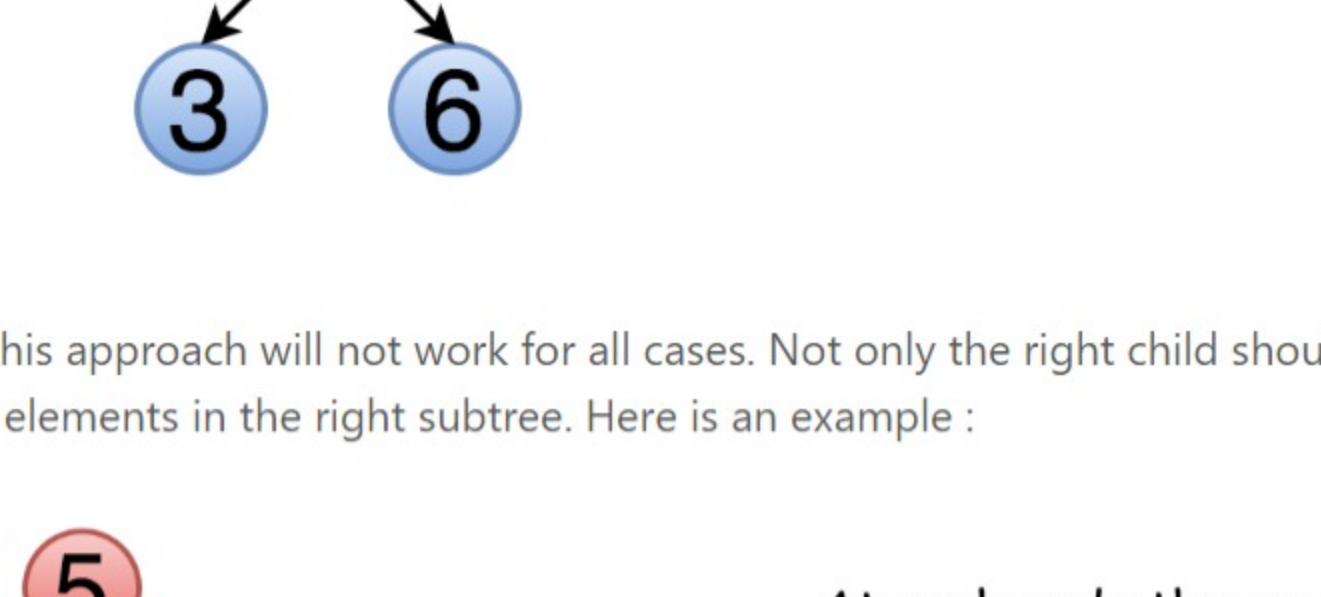 3 6
his approach will not work for all cases. Not only the right child shou
elements in the right subtree. Here is an example :
5